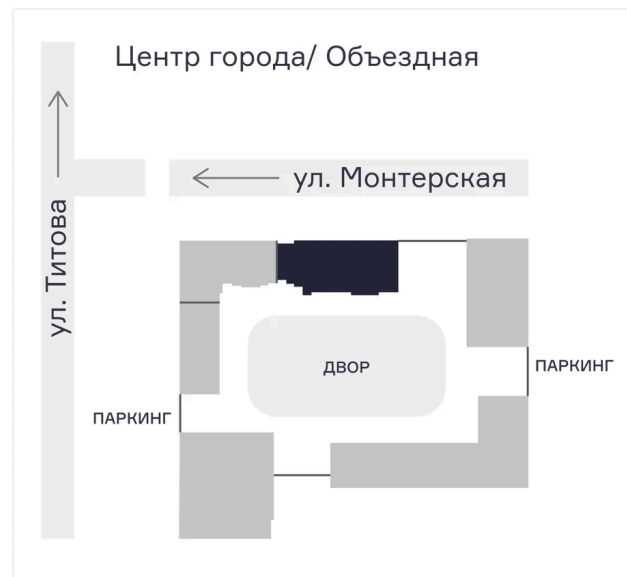 Центр города/ Объездная
ул. Монтерская
ул. Титова
ДВОР
ПАРКИНГ
ПАРКИНГ